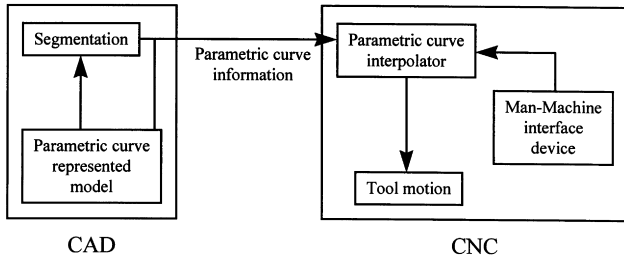 Segmentation
Parametric curve
represented
model
CAD
Parametric curve
information
Parametric curve
interpolator
Man-Machine
interface
device
Tool motion
CNC